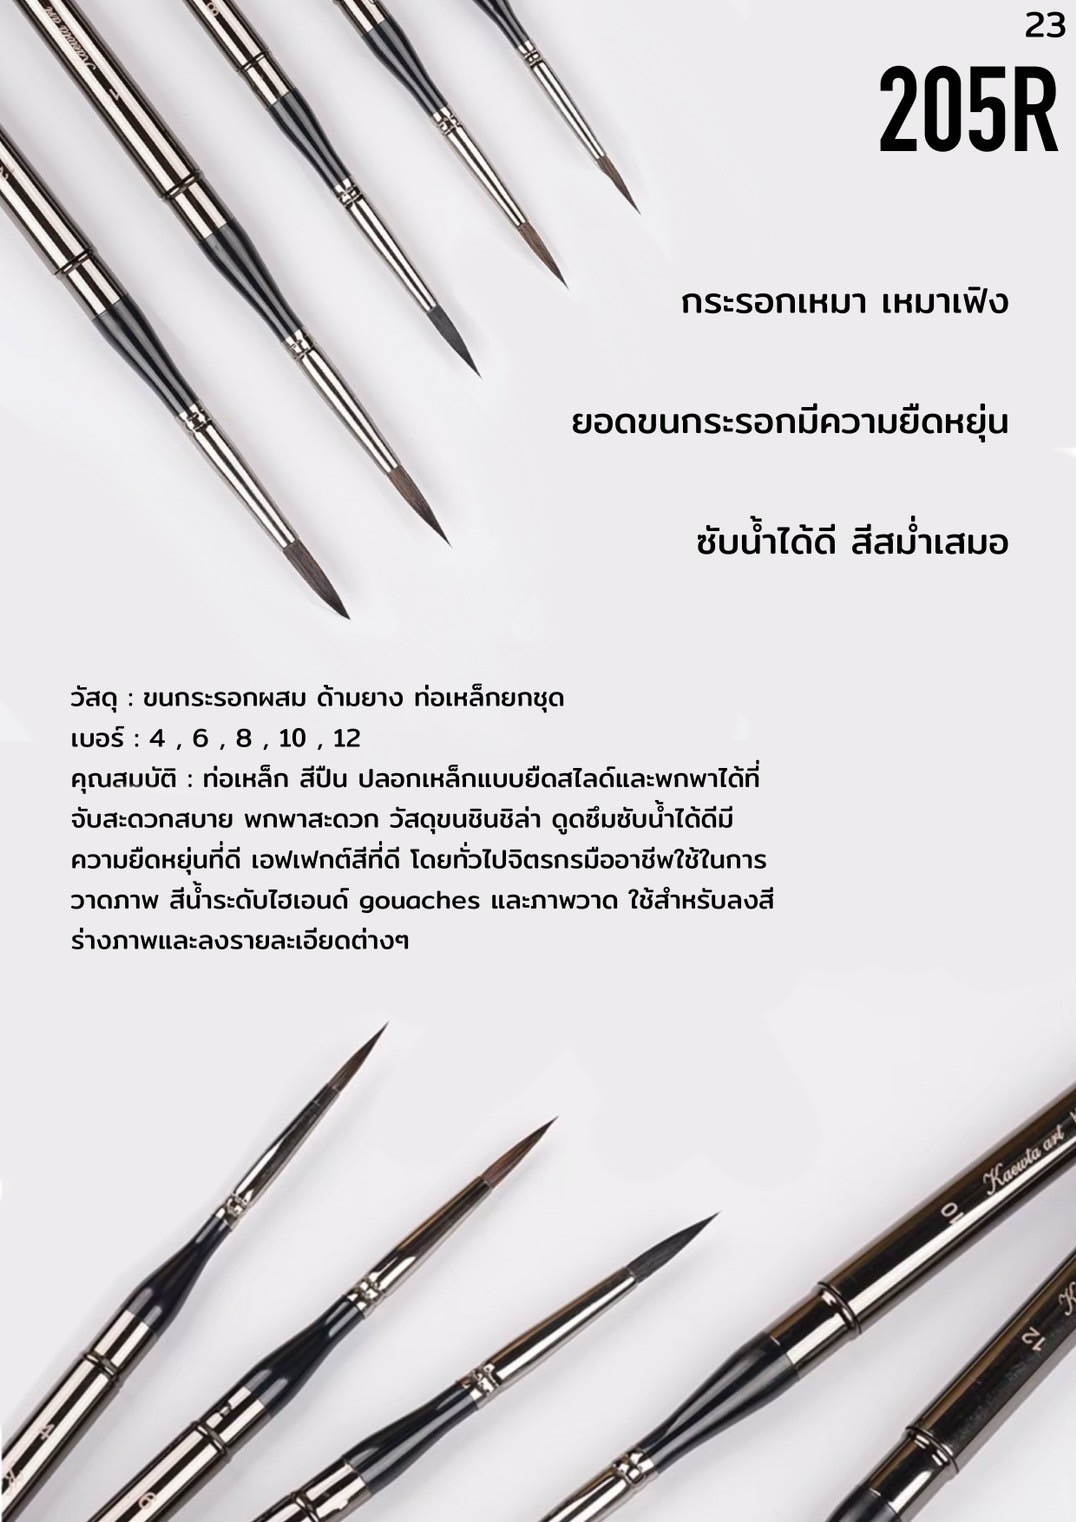 23
205R
กระรอกเหมา เหมาเฟิง
ยอดขนกระรอกมีความยืดหยุ่น
ซับน้ำได้ดี สีสม่ำเสมอ
วัสดุ : ขนกระรอกผสม ด้ามยาง ท่อเหล็กยกชุด
เบอร์ : 4 , 6 , 8 , 10 , 12
คุณสมบัติ : ท่อเหล็ก สีปืน ปลอกเหล็กแบบยืดสไลด์และพกพาได้ที่
จับสะดวกสบาย พกพาสะดวก วัสดุขนชินชิล่า ดูดซึมซับน้ำได้ดีมี
ความยืดหยุ่นที่ดี เอฟเฟกต์สีที่ดี โดยทั่วไปจิตรกรมืออาชีพใช้ในการ
วาดภาพ สีน้ำระดับไฮเอนด์ gouaches และภาพวาด ใช้สำหรับลงสี
ร่างภาพและลงรายละเอียดต่างๆ
Kaewta art
10
12
4
6
8